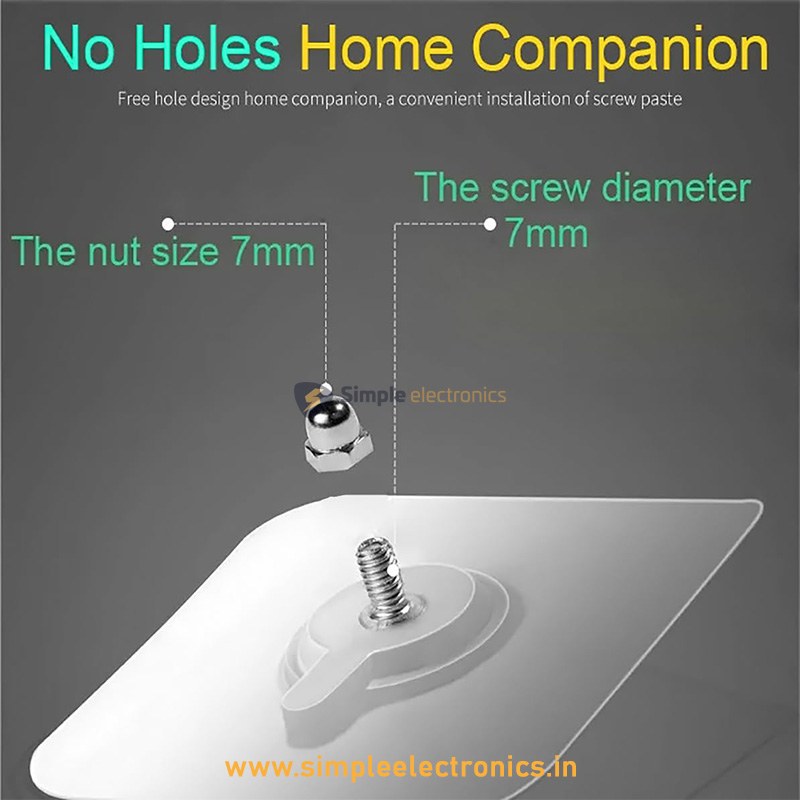 No Holes Home Companion
Free hole design home companion, a convenient installation of screw paste
The screw diameter
7mm
The nut size 7mm
Simple electronics
www.simpleelectronics.in